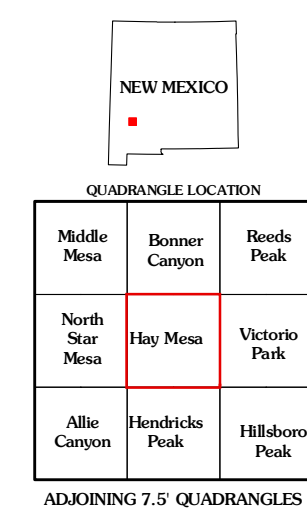 NEW MEXICO
QUADRANGLE LOCATION
Middle
Mesa
Bonner
Canyon
Reeds
Peak
North
Star
Mesa
Hay Mesa
Victorio
Park
Allie
Canyon
Hendricks
Peak
Hillsboro
Peak
ADJOINING 7.5' QUADRANGLES